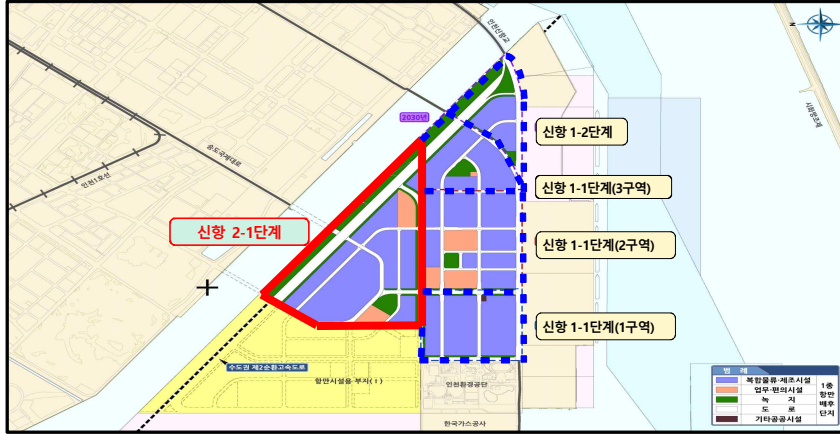 인천신항교
N
2030년
신항 1-2단계
시화방조제
송도국제대로
인천1호선
신항 1-1단계(3구역)
신항 2-1단계
신항 1-1단계(2구역)
신항 1-1단계(1구역)
수도권 제2순환고속도로
항만시설용 부지(Ⅰ)
인천환경공단
한국가스공사
범 례
복합물류·제조시설
업무·편의시설
녹 지
도 로
기타공공시설
1종
항만
배후
단지